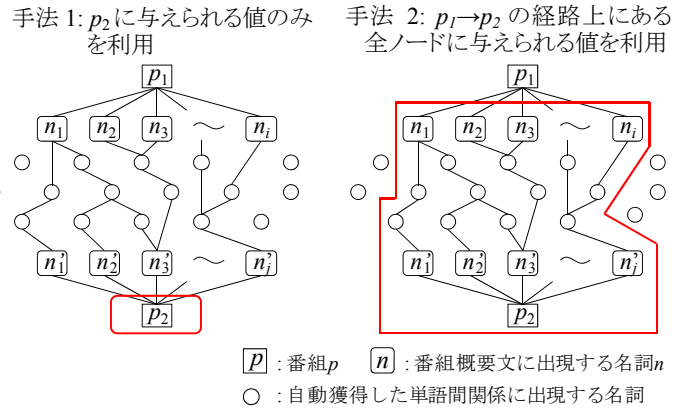 手法 1: p2に与えられる値のみ
を利用
手法 2: p1→p2 の経路上にある
全ノードに与えられる値を利用
p1
n1 n2 n3 ～ ni
n'1 n'2 n'3 ～ n'j
p2
p1
n1 n2 n3 ～ ni
n'1 n'2 n'3 ～ n'j
p2
p : 番組p n : 番組概要文に出現する名詞n
○ : 自動獲得した単語間関係に出現する名詞